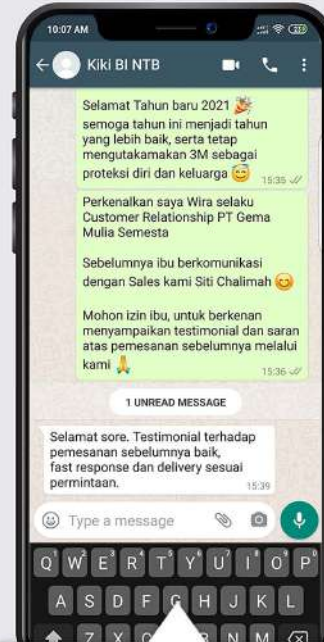 10:07 AM
Kiki BI NTB
Selamat Tahun baru 2021 🎉
semoga tahun ini menjadi tahun
yang lebih baik, serta tetap
mengutakamakan 3M sebagai
proteksi diri dan keluarga 😇
15:35
Perkenalkan saya Wira selaku
Customer Relationship PT Gema
Mulia Semesta
Sebelumnya ibu berkomunikasi
dengan Sales kami Siti Chalimah 😊
Mohon izin ibu, untuk berkenan
menyampaikan testimonial dan saran
atas pemesanan sebelumnya melalui
kami 🙏
15:36
1 UNREAD MESSAGE
Selamat sore. Testimonial terhadap
pemesanan sebelumnya baik,
fast response dan delivery sesuai
permintaan.
15:39
Type a message
Q W E R T Y U I O P
A S D F G H J K L
Z X C N M